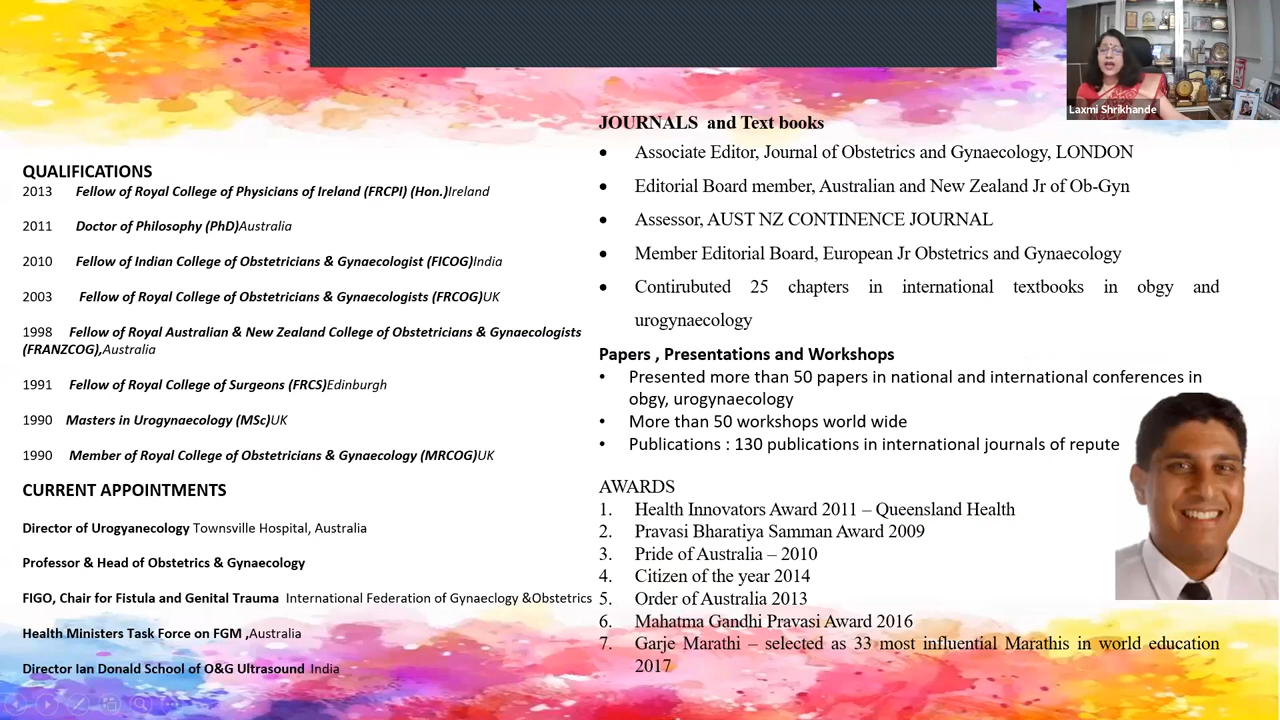 Laxmi Shrikhande
QUALIFICATIONS
2013 Fellow of Royal College of Physicians of Ireland (FRCPI) (Hon.)Ireland
2011 Doctor of Philosophy (PhD)Australia
2010 Fellow of Indian College of Obstetricians & Gynaecologist (FICOG)India
2003 Fellow of Royal College of Obstetricians & Gynaecologists (FRCOG)UK
1998 Fellow of Royal Australian & New Zealand College of Obstetricians & Gynaecologists
(FRANZCOG),Australia
1991 Fellow of Royal College of Surgeons (FRCS)Edinburgh
1990 Masters in Urogynaecology (MSc)UK
1990 Member of Royal College of Obstetricians & Gynaecology (MRCOG)UK
CURRENT APPOINTMENTS
Director of Urogyanecology Townsville Hospital, Australia
Professor & Head of Obstetrics & Gynaecology
FIGO, Chair for Fistula and Genital Trauma International Federation of Gynaeclogy &Obstetrics
Health Ministers Task Force on FGM ,Australia
Director Ian Donald School of O&G Ultrasound India
JOURNALS and Text books
• Associate Editor, Journal of Obstetrics and Gynaecology, LONDON
• Editorial Board member, Australian and New Zealand Jr of Ob-Gyn
• Assessor, AUST NZ CONTINENCE JOURNAL
• Member Editorial Board, European Jr Obstetrics and Gynaecology
• Contirubuted 25 chapters in international textbooks in obgy and
urogynaecology
Papers , Presentations and Workshops
• Presented more than 50 papers in national and international conferences in
obgy, urogynaecology
• More than 50 workshops world wide
• Publications : 130 publications in international journals of repute
AWARDS
1. Health Innovators Award 2011 – Queensland Health
2. Pravasi Bharatiya Samman Award 2009
3. Pride of Australia – 2010
4. Citizen of the year 2014
5. Order of Australia 2013
6. Mahatma Gandhi Pravasi Award 2016
7. Garje Marathi – selected as 33 most influential Marathis in world education
2017